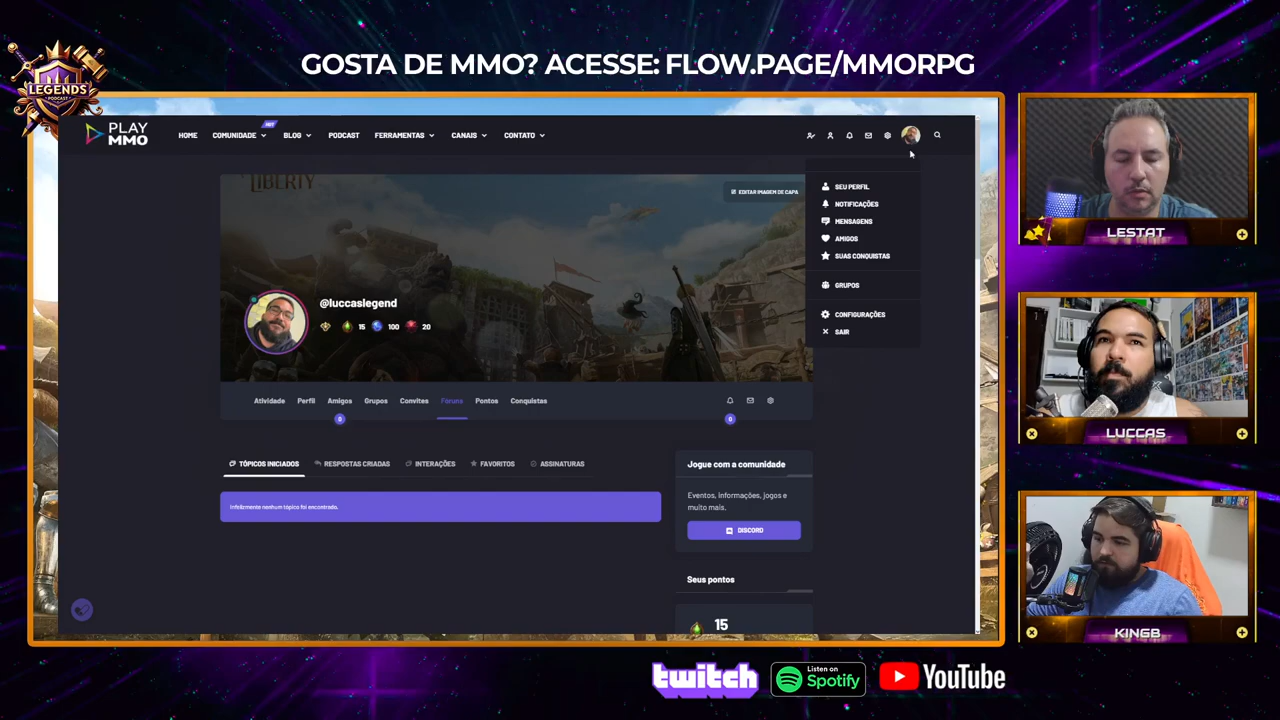 GOSTA DE MMO? ACESSE: FLOW.PAGE/MMORPG
LEGENDS
PODCAST
PLAY MMO
HOME
COMUNIDADE
HOT
BLOG
PODCAST
FERRAMENTAS
CANAIS
CONTATO
LIBERTY
EDITAR IMAGEM DE CAPA
SEU PERFIL
NOTIFICAÇÕES
MENSAGENS
AMIGOS
SUAS CONQUISTAS
GRUPOS
CONFIGURAÇÕES
SAIR
@luccaslegend
15 100 20
Atividade Perfil Amigos Grupos Convites Fóruns Pontos Conquistas
0 0
TÓPICOS INICIADOS RESPOSTAS CRIADAS INTERAÇÕES FAVORITOS ASSINATURAS
Infelizmente nenhum tópico foi encontrado.
Jogue com a comunidade
Eventos, informações, jogos e
muito mais.
DISCORD
Seus pontos
15
LESTAT
LUCCAS
KINGB
twitch
Listen on
Spotify
YouTube